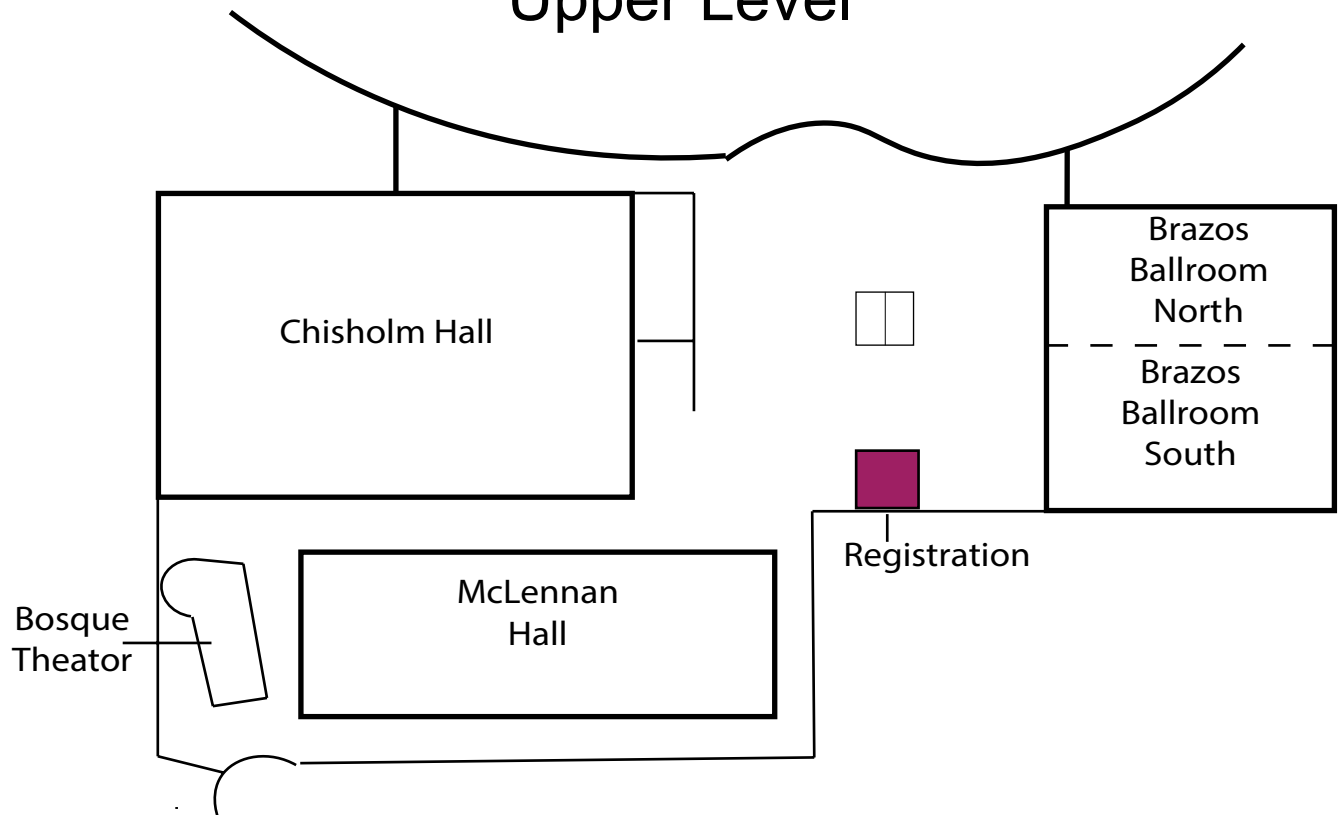 Upper Level
Brazos
Ballroom
North
Chisholm Hall
Brazos
Ballroom
South
Registration
McLennan
Hall
Bosque
Theator